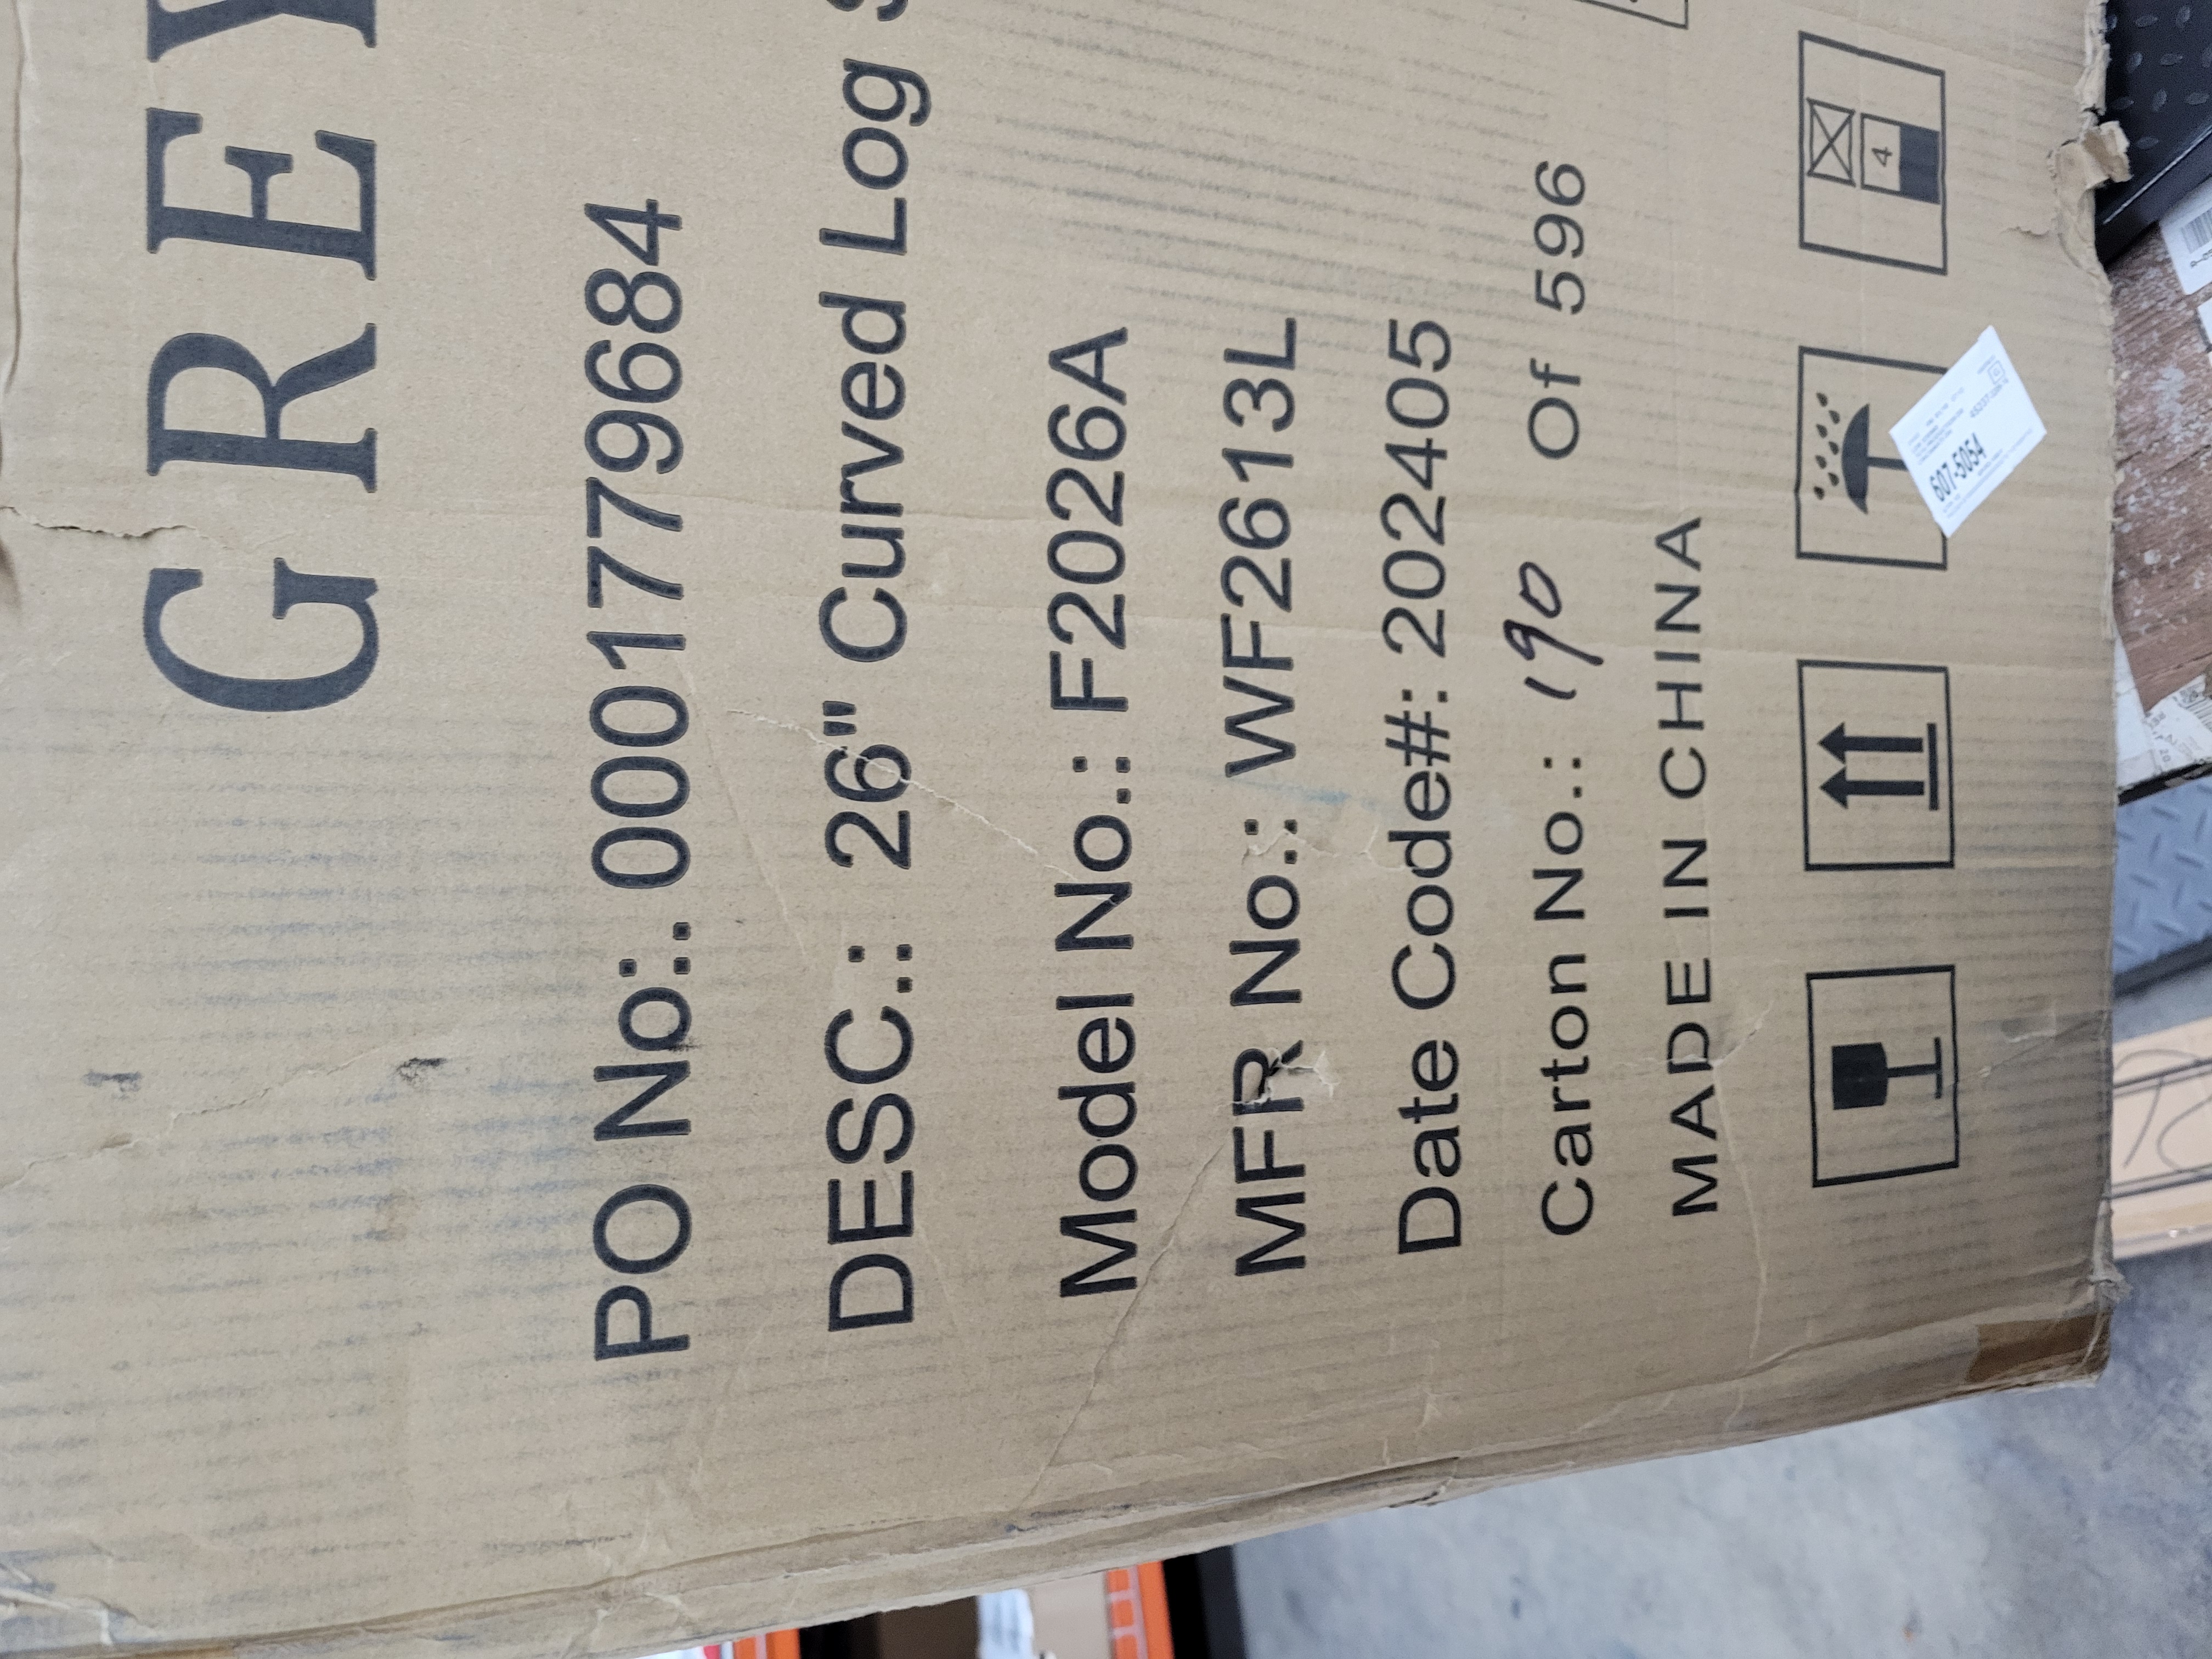 GREY
PO No:. 0001779684
DESC.: 26" Curved Log S
Model No.: F2026A
MFR No.: WF2613L
Date Code#: 202405
Carton No.: 190 Of 596
MADE IN CHINA
4
607-5054